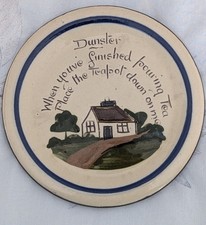 Dunster
When you've finished pouring Tea
Place the teapot down on me